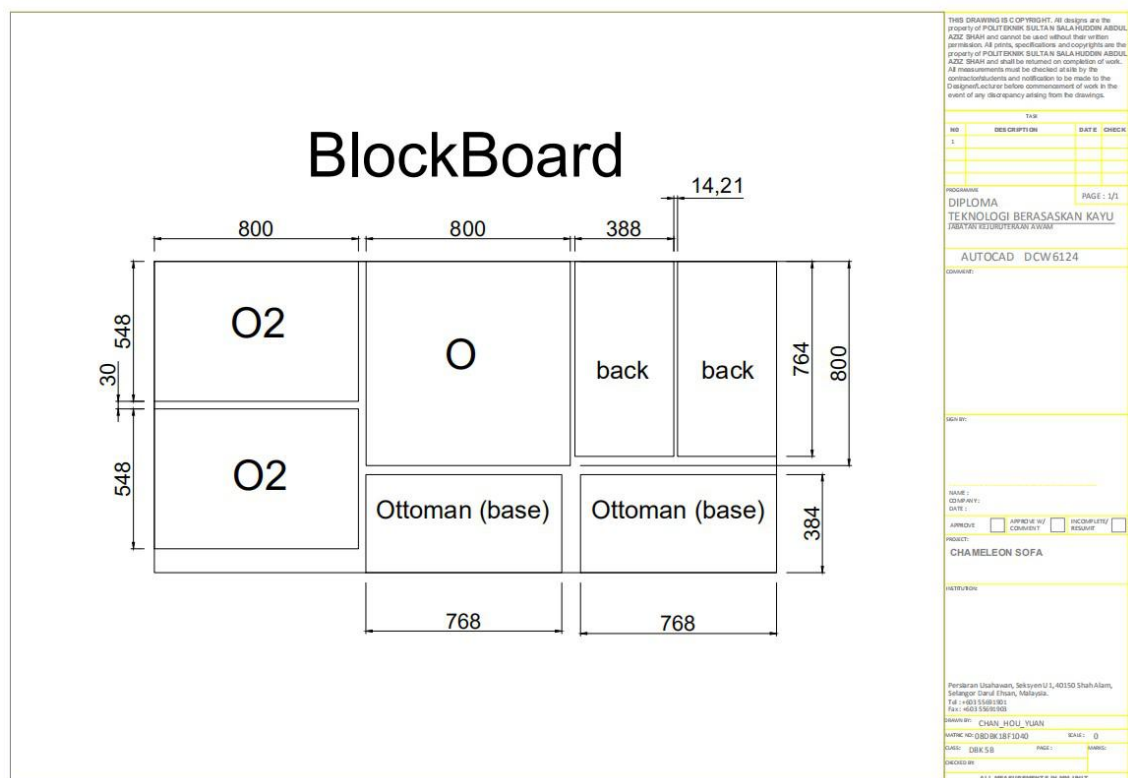 BlockBoard
14,21
800
800
388
548
30
548
764
800
384
O2
O
back
back
O2
Ottoman (base)
Ottoman (base)
768
768
THIS DRAWING IS COPYRIGHT. All designs are the
property of POLITEKNIK SULTAN SALAHUDDIN ABDUL
AZIZ SHAH and cannot be used without their written
permission. All prints, specifications and copyrights are the
property of POLITEKNIK SULTAN SALAHUDDIN ABDUL
AZIZ SHAH and shall be returned on completion of work.
All measurements must be checked at site by the
contractor/students and notification to be made to the
Designer/Lecturer before commencement of work in the
event of any discrepancy arising from the drawings.
TASK
NO DESCRIPTION DATE CHECK
1
PROGRAMME
PAGE : 1/1
DIPLOMA
TEKNOLOGI BERASASKAN KAYU
JABATAN KEJURUTERAAN AWAM
AUTOCAD DCW6124
COMMENT:
SIGN BY:
NAME :
COMPANY :
DATE :
APPROVE
APPROVE W/
COMMENT
INCOMPLETE/
RESUBMIT
PROJECT:
CHAMELEON SOFA
INSTITUTION:
Persiaran Usahawan, Seksyen U1, 40150 Shah Alam,
Selangor Darul Ehsan, Malaysia.
DRAWN BY: CHAN_HOU_YUAN
MATRIC NO: 08DBK18F1040 SCALE : 0
CLASS: DBK5B PAGE : MARKS:
CHECKED BY:
ALL MEASUREMENTS IN MM UNIT